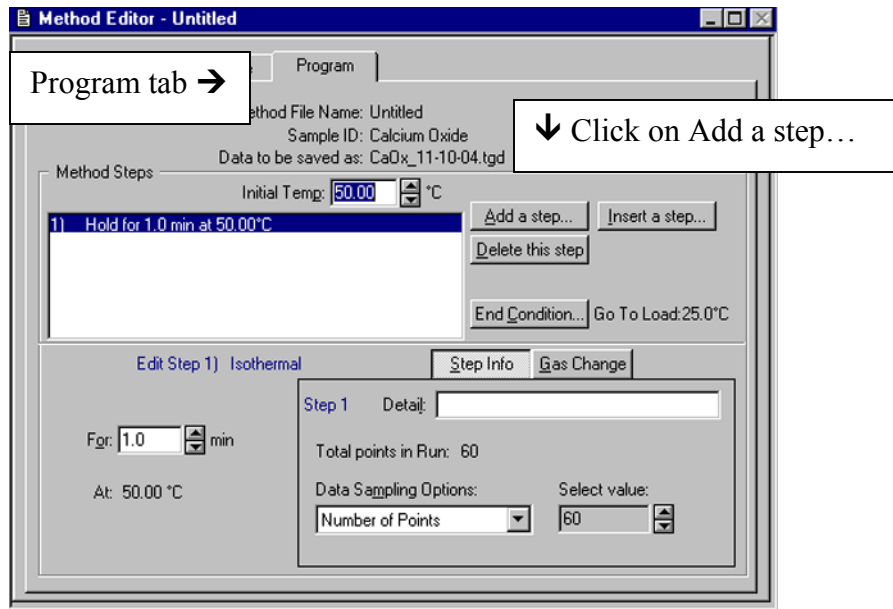 Method Editor - Untitled
Program tab →
Program
ethod File Name: Untitled
Sample ID: Calcium Oxide
Data to be saved as: CaOx_11-10-04.tgd
↓ Click on Add a step…
Method Steps
Initial Temp: 50.00 °C
1) Hold for 1.0 min at 50.00°C
Add a step... Insert a step...
Delete this step
End Condition... Go To Load:25.0°C
Edit Step 1) Isothermal
Step Info Gas Change
Step 1 Detail:
For: 1.0 min
Total points in Run: 60
At: 50.00 °C
Data Sampling Options: Select value:
Number of Points 60